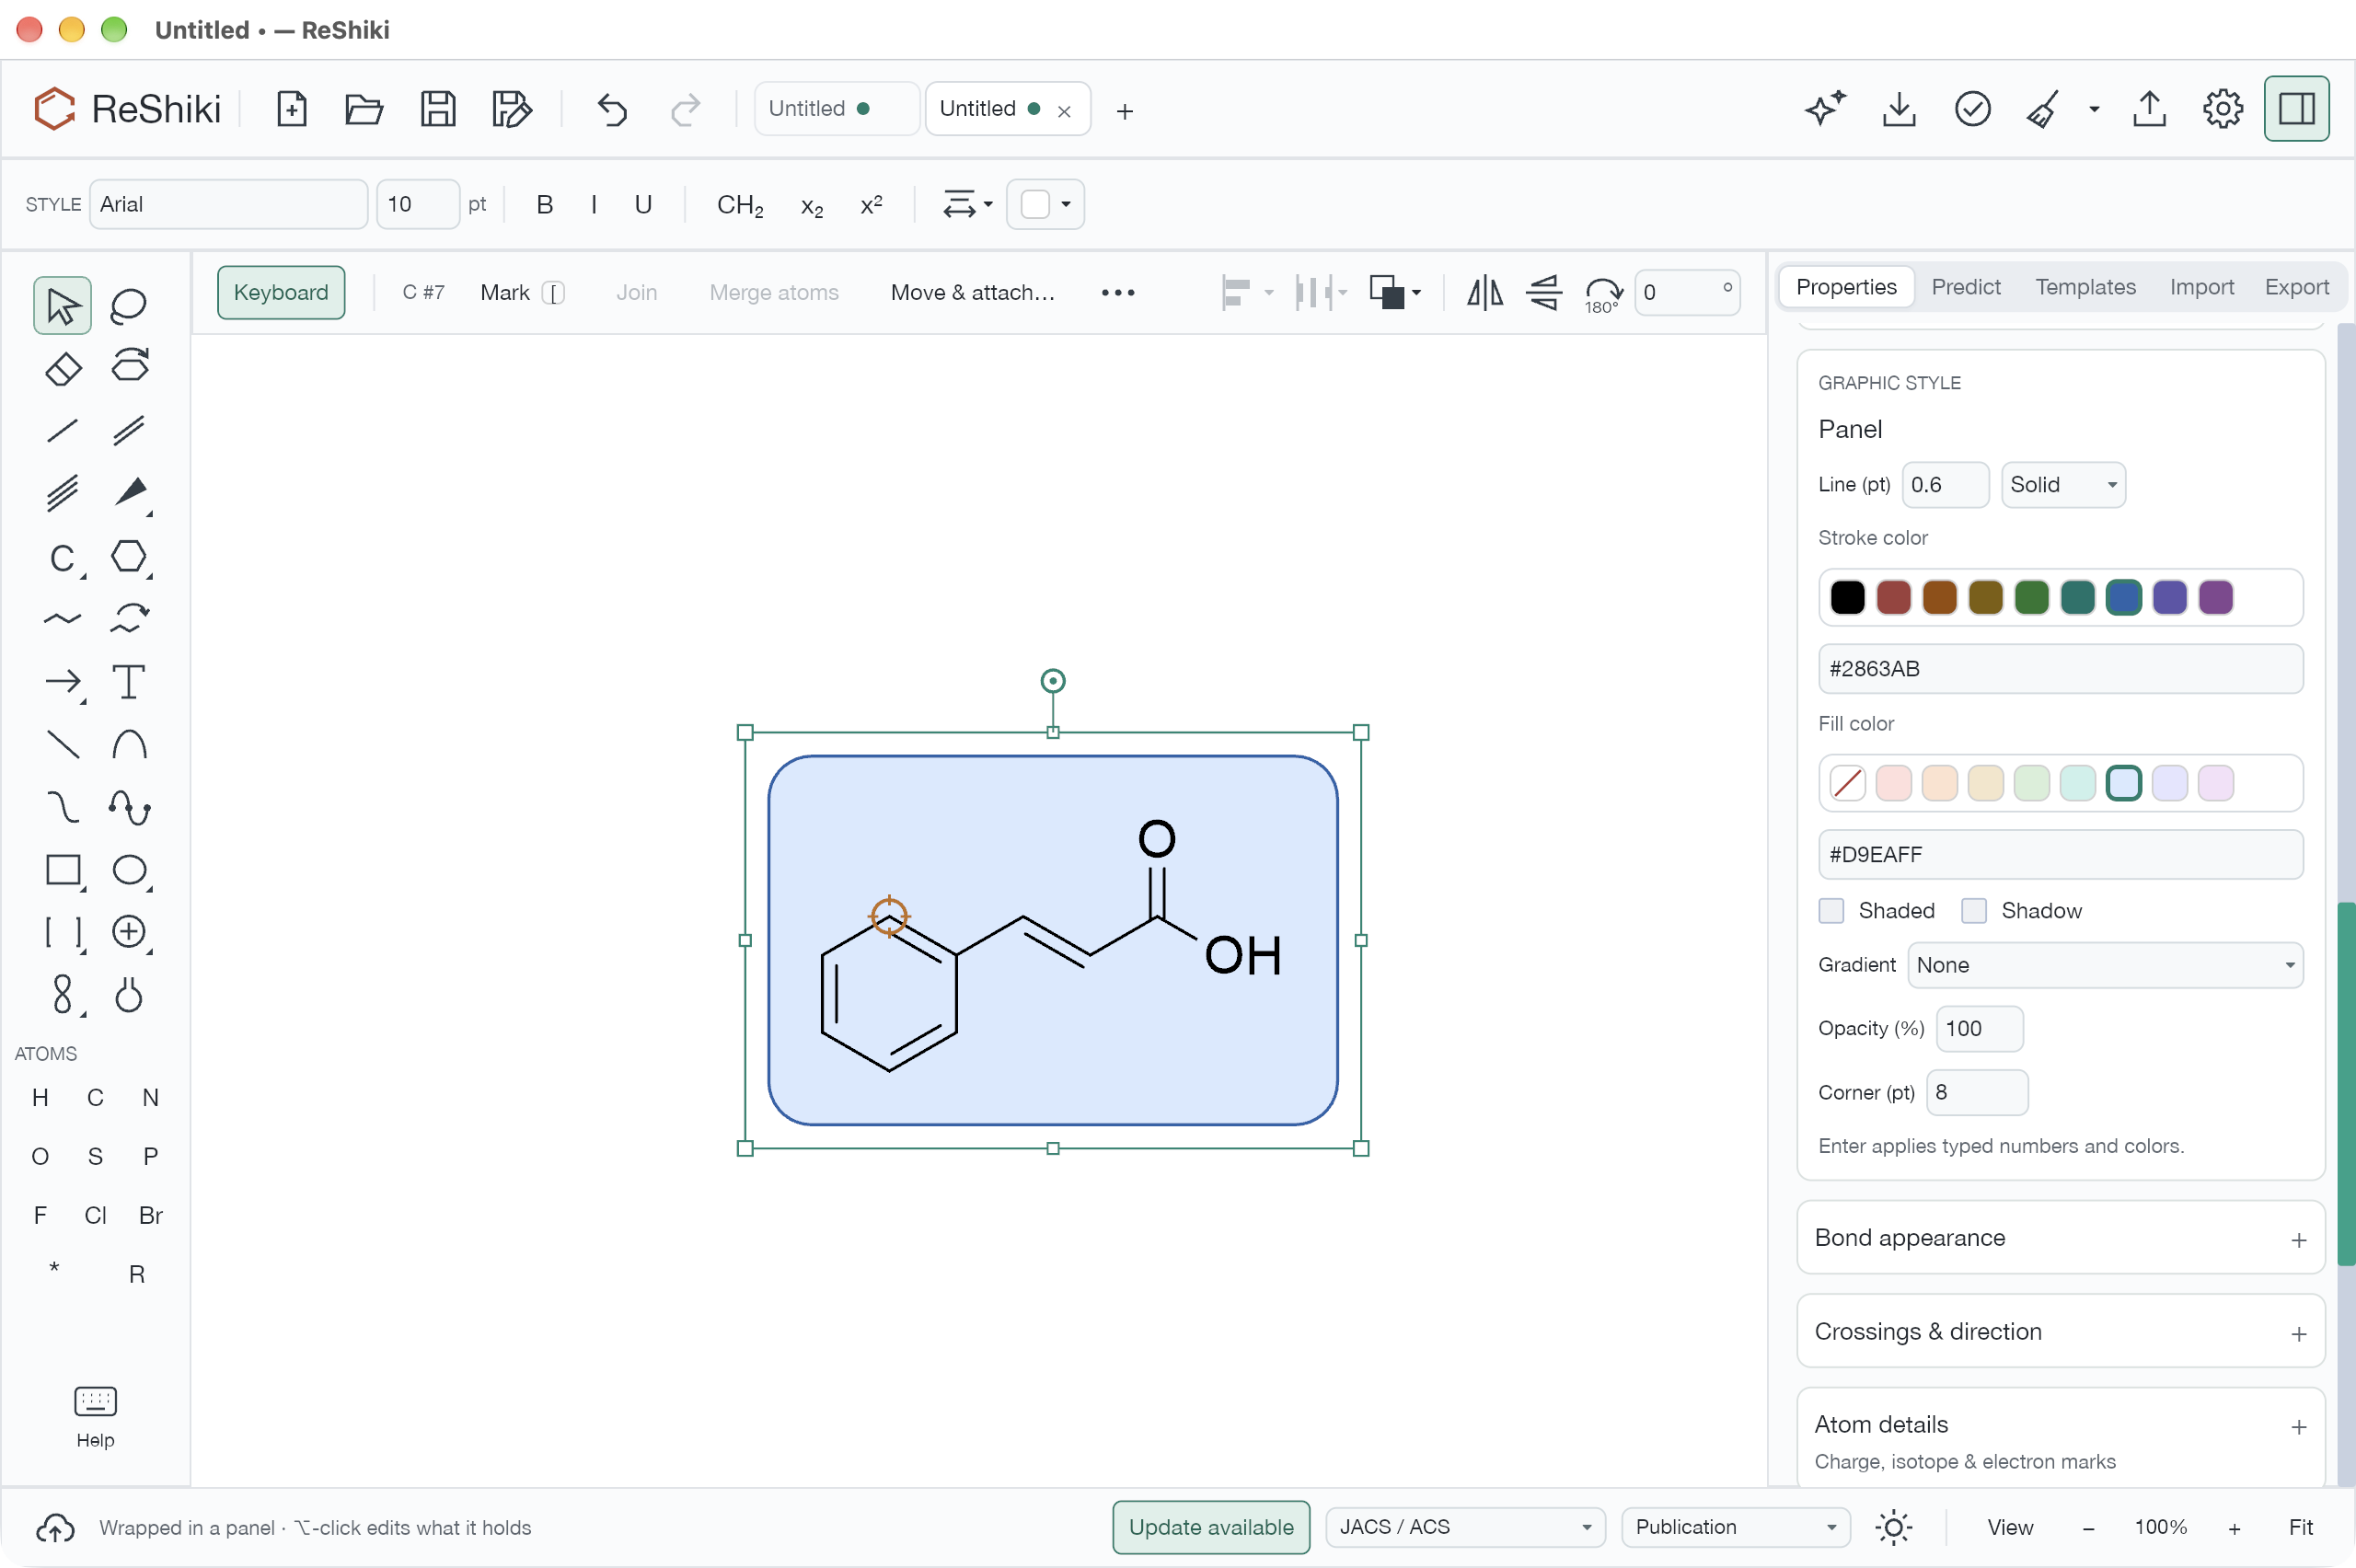 Untitled • — ReShiki
ReShiki
Untitled
Untitled
STYLE
Arial
10
pt
B
I
U
CH₂
x₂
x²
Keyboard
C #7
Mark [
Join
Merge atoms
Move & attach...
180°
0 °
Properties
Predict
Templates
Import
Export
C
T
[ ]
ATOMS
H C N
O S P
F Cl Br
* R
Help
O
OH
GRAPHIC STYLE
Panel
Line (pt) 0.6 Solid
Stroke color
#2863AB
Fill color
#D9EAFF
Shaded Shadow
Gradient None
Opacity (%) 100
Corner (pt) 8
Enter applies typed numbers and colors.
Bond appearance +
Crossings & direction +
Atom details +
Charge, isotope & electron marks
Wrapped in a panel · ⌥-click edits what it holds
Update available
JACS / ACS
Publication
View
− 100% +
Fit